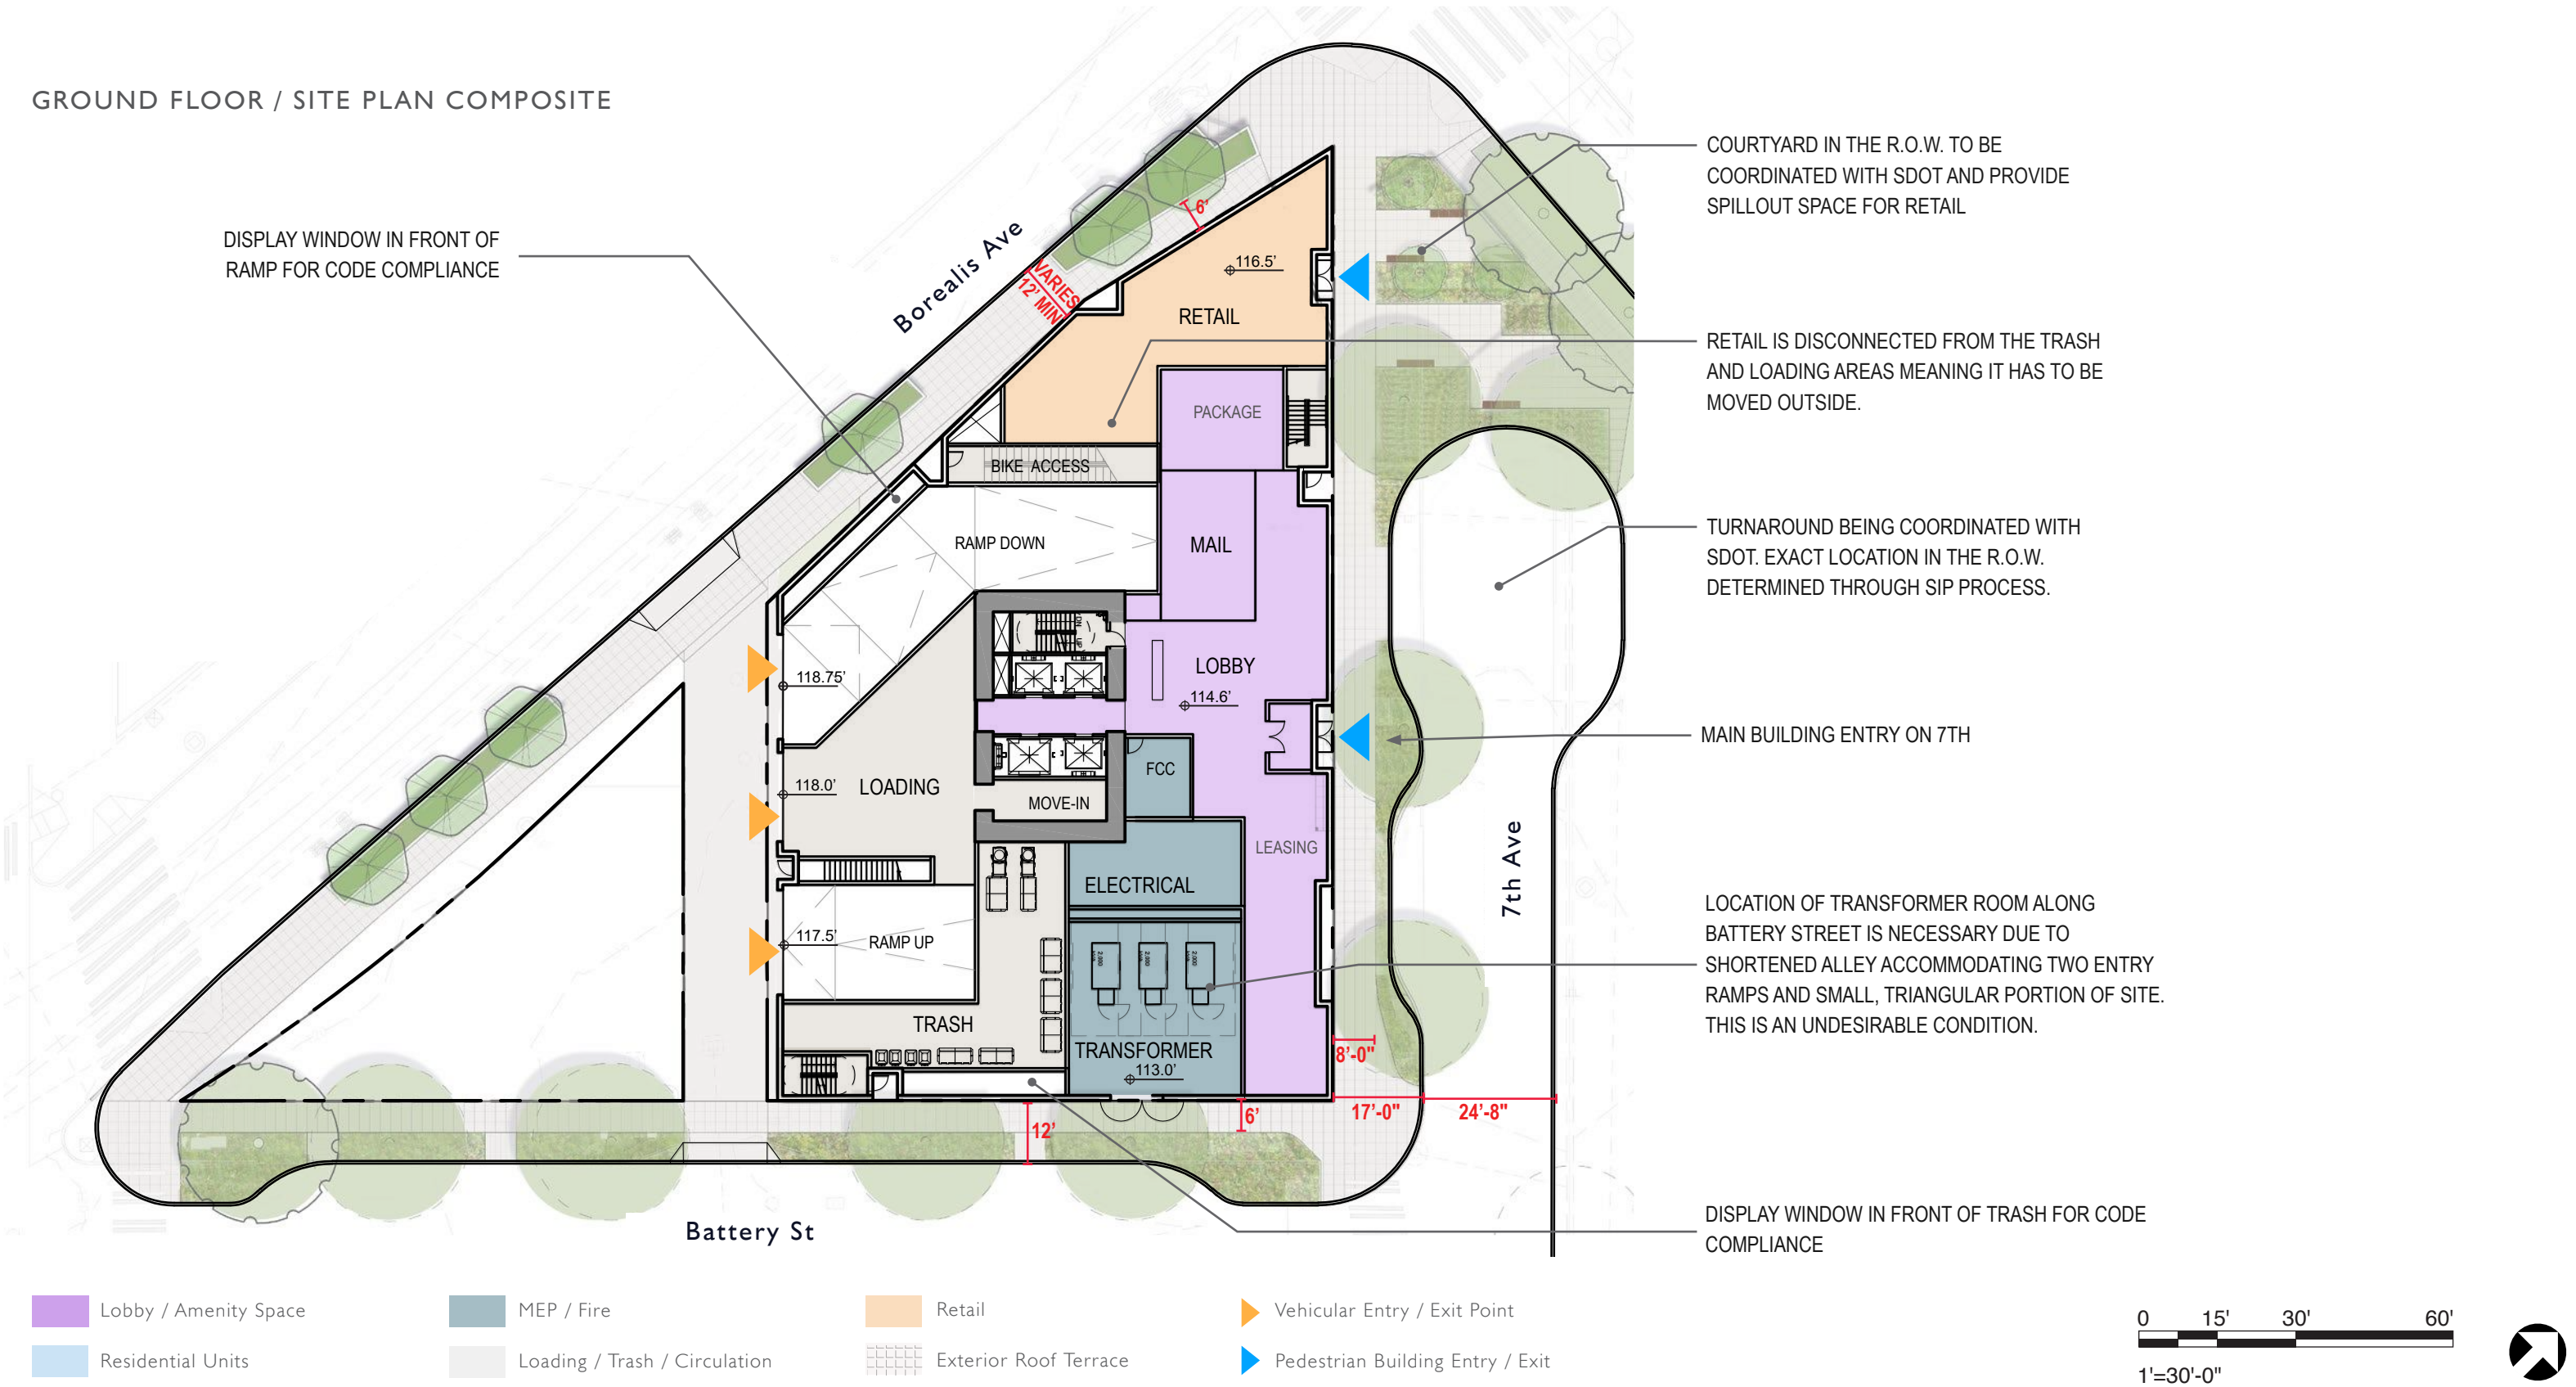 GROUND FLOOR / SITE PLAN COMPOSITE
DISPLAY WINDOW IN FRONT OF
RAMP FOR CODE COMPLIANCE
Borealis Ave
6'
VARIES
12' MIN
116.5'
RETAIL
PACKAGE
BIKE ACCESS
RAMP DOWN
MAIL
DN
UP
LOBBY
118.75'
114.6'
118.0'
LOADING
FCC
MOVE-IN
LEASING
ELECTRICAL
117.5'
RAMP UP
TRASH
TRANSFORMER
113.0'
8'-0"
17'-0"
24'-8"
6'
12'
7th Ave
Battery St
COURTYARD IN THE R.O.W. TO BE
COORDINATED WITH SDOT AND PROVIDE
SPILLOUT SPACE FOR RETAIL
RETAIL IS DISCONNECTED FROM THE TRASH
AND LOADING AREAS MEANING IT HAS TO BE
MOVED OUTSIDE.
TURNAROUND BEING COORDINATED WITH
SDOT. EXACT LOCATION IN THE R.O.W.
DETERMINED THROUGH SIP PROCESS.
MAIN BUILDING ENTRY ON 7TH
LOCATION OF TRANSFORMER ROOM ALONG
BATTERY STREET IS NECESSARY DUE TO
SHORTENED ALLEY ACCOMMODATING TWO ENTRY
RAMPS AND SMALL, TRIANGULAR PORTION OF SITE.
THIS IS AN UNDESIRABLE CONDITION.
DISPLAY WINDOW IN FRONT OF TRASH FOR CODE
COMPLIANCE
Lobby / Amenity Space
MEP / Fire
Retail
Vehicular Entry / Exit Point
Residential Units
Loading / Trash / Circulation
Exterior Roof Terrace
Pedestrian Building Entry / Exit
0 15' 30' 60'
1'=30'-0"